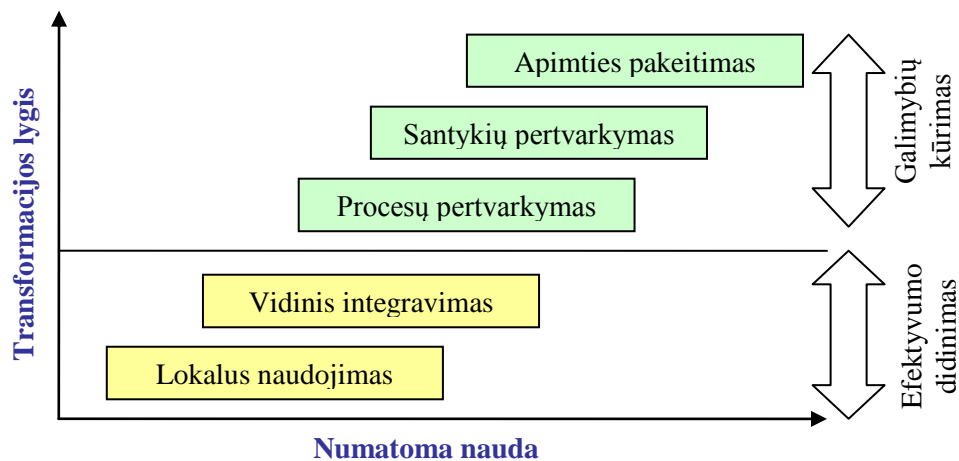 Transformacijos lygis
Apimties pakeitimas
Santykių pertvarkymas
Procesų pertvarkymas
Vidinis integravimas
Lokalus naudojimas
Galimybių
kūrimas
Efektyvumo
didinimas
Numatoma nauda